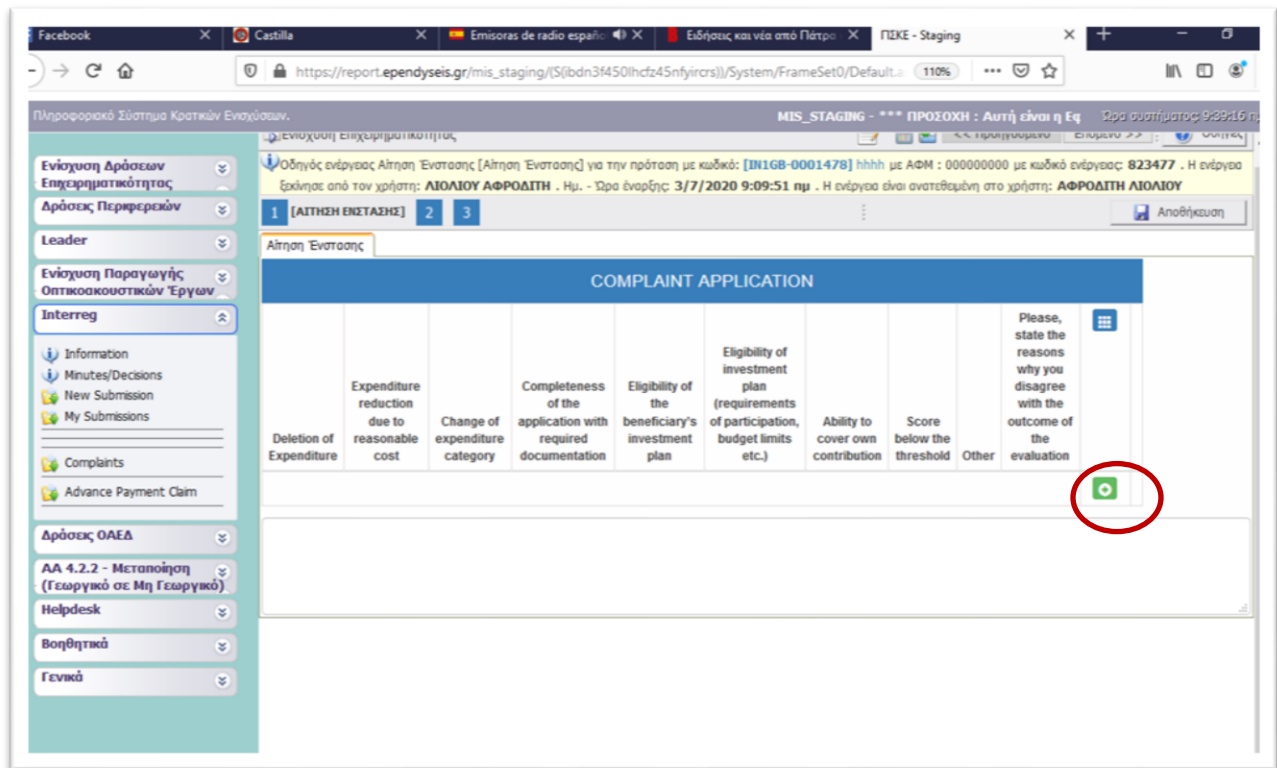 Facebook
Castilla
Emisoras de radio españo
Ειδήσεις και νέα από Πάτρα
ΠΣΚΕ - Staging
https://report.ependyseis.gr/mis_staging/(S(ibdn3f450lhcfz45nfyircrs))/System/FrameSet0/Default.a
110%
Πληροφοριακό Σύστημα Κρατικών Ενισχύσεων.
MIS_STAGING - *** ΠΡΟΣΟΧΗ : Αυτή είναι η Εφ
Ώρα συστήματος: 9:39:16 π
Ενίσχυση Επιχειρηματικότητας
<< Προηγούμενο
Επόμενο >>
Οδηγίες
Οδηγός ενέργειας Αίτηση Ένστασης [Αίτηση Ένστασης] για την πρόταση με κωδικό: [IN1GB-0001478] hhhh με ΑΦΜ : 000000000 με κωδικό ενέργειας: 823477 . Η ενέργεια
ξεκίνησε από τον χρήστη: ΛΙΟΛΙΟΥ ΑΦΡΟΔΙΤΗ . Ημ. - Ώρα έναρξης: 3/7/2020 9:09:51 πμ . Η ενέργεια είναι ανατεθειμένη στο χρήστη: ΑΦΡΟΔΙΤΗ ΛΙΟΛΙΟΥ
1 [ΑΙΤΗΣΗ ΕΝΣΤΑΣΗΣ] 2 3
Αποθήκευση
Αίτηση Ένστασης
COMPLAINT APPLICATION
Deletion of
Expenditure
Expenditure
reduction
due to
reasonable
cost
Change of
expenditure
category
Completeness
of the
application with
required
documentation
Eligibility of
the
beneficiary's
investment
plan
Eligibility of
investment
plan
(requirements
of participation,
budget limits
etc.)
Ability to
cover own
contribution
Score
below the
threshold
Other
Please,
state the
reasons
why you
disagree
with the
outcome of
the
evaluation
Ενίσχυση Δράσεων
Επιχειρηματικότητας
Δράσεις Περιφερειών
Leader
Ενίσχυση Παραγωγής
Οπτικοακουστικών Έργων
Interreg
Information
Minutes/Decisions
New Submission
My Submissions
Complaints
Advance Payment Claim
Δράσεις ΟΑΕΔ
ΑΑ 4.2.2 - Μεταποίηση
(Γεωργικό σε Μη Γεωργικό)
Helpdesk
Βοηθητικά
Γενικά